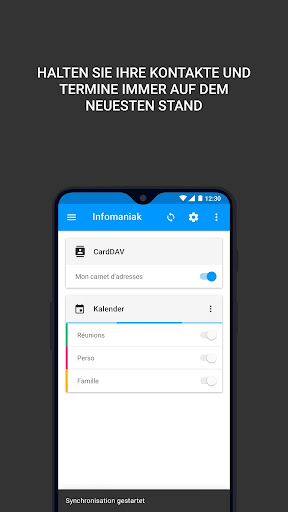 HALTEN SIE IHRE KONTAKTE UND
TERMINE IMMER AUF DEM
NEUESTEN STAND
12:30
Infomaniak
CardDAV
Mon carnet d'adresses
Kalender
Réunions
Perso
Famille
Synchronisation gestartet